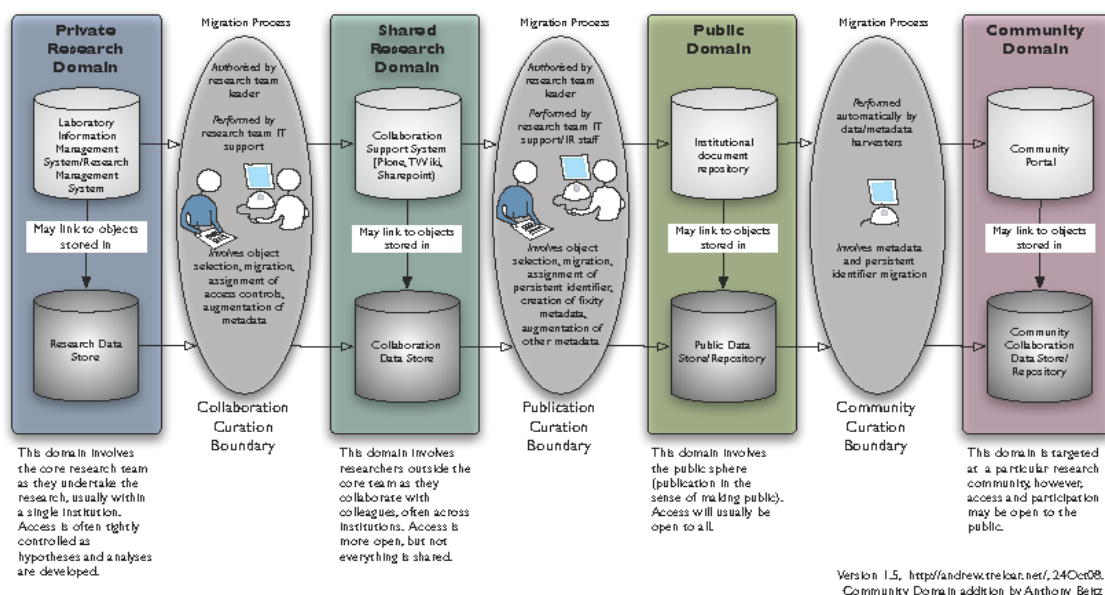 Private
Research
Domain
Laboratory
Information
Management
System/Research
Management
System
May link to objects
stored in
Research Data
Store
This domain involves
the core research team
as they undertake the
research, usually within
a single institution.
Access is often tightly
controlled as
hypotheses and analyses
are developed.
Migration Process
Authorised by
research team
leader
Performed by
research team IT
support
Involves object
selection, migration,
assignment of
access controls,
augmentation of
metadata
Collaboration
Curation
Boundary
Shared
Research
Domain
Collaboration
Support System
(Plone, TWiki,
Sharepoint)
May link to objects
stored in
Collaboration
Data Store
This domain involves
researchers outside the
core team as they
collaborate with
colleagues, often across
institutions. Access is
more open, but not
everything is shared.
Migration Process
Authorised by
research team
leader
Performed by
research team IT
support/IR staff
Involves object
selection, migration,
assignment of
persistent identifier,
creation of fixity
metadata,
augmentation of
other metadata
Publication
Curation
Boundary
Public
Domain
Institutional
document
repository
May link to objects
stored in
Public Data
Store/Repository
This domain involves
the public sphere
(publication in the
sense of making public).
Access will usually be
open to all.
Migration Process
Performed
automatically by
data/metadata
harvesters
Involves metadata
and persistent
identifier migration
Community
Curation
Boundary
Community
Domain
Community
Portal
May link to objects
stored in
Community
Collaboration
Data Store/
Repository
This domain is targeted
at a particular research
community, however,
access and participation
may be open to the
public.
Version 1.5, http://andrew.treloar.net/, 24Oct08.
Community Domain addition by Anthony Beitz